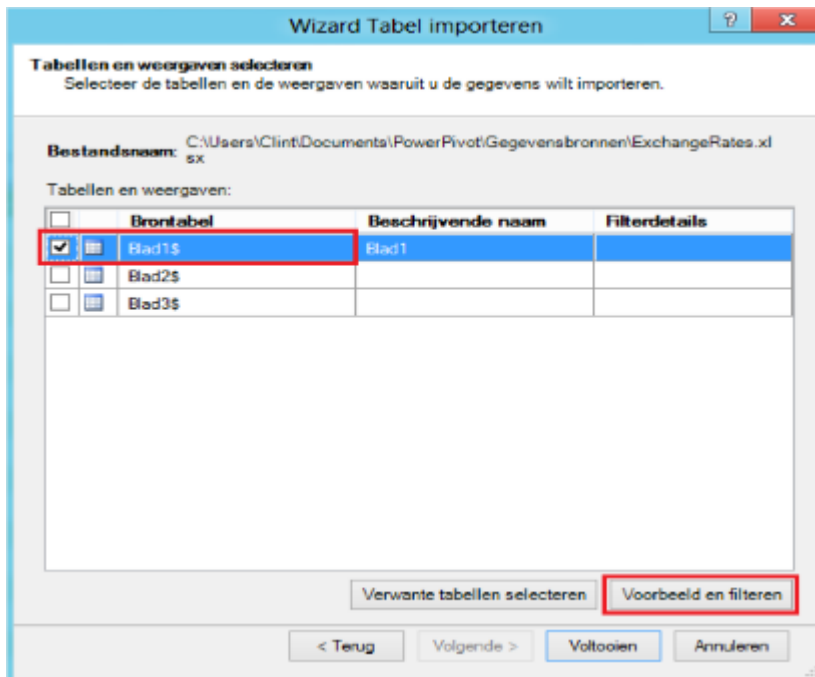 Wizard Tabel importeren
?
x
Tabellen en weergaven selecteren
Selecteer de tabellen en de weergaven waaruit u de gegevens wilt importeren.
Bestandsnaam: C:\Users\Clint\Documents\PowerPivot\Gegevensbronnen\ExchangeRates.xl
sx
Tabellen en weergaven:
Brontabel Beschrijvende naam Filterdetails
Blad1$ Blad1
Blad2$
Blad3$
Verwante tabellen selecteren Voorbeeld en filteren
< Terug Volgende > Voltooien Annuleren